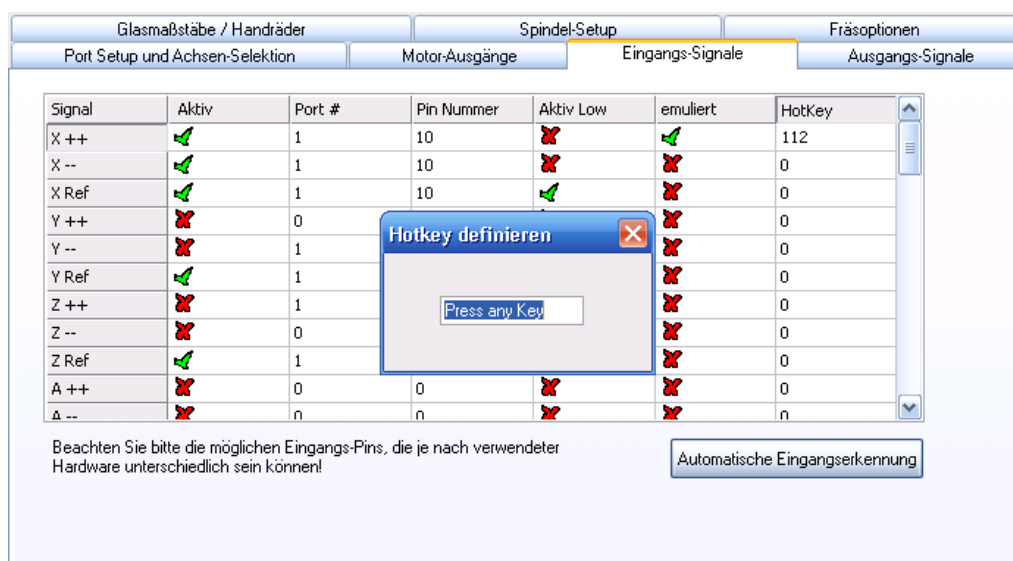 Glasmaßstäbe / Handräder Spindel-Setup Fräsoptionen
Port Setup und Achsen-Selektion Motor-Ausgänge Eingangs-Signale Ausgangs-Signale
Signal Aktiv Port # Pin Nummer Aktiv Low emuliert HotKey
X ++ 1 10 112
X -- 1 10 0
X Ref 1 10 0
Y ++ 0 0
Hotkey definieren
Y -- 1 0
Y Ref 1 0
Z ++ 1 0
Press any Key
Z -- 0 0
Z Ref 1 0
A ++ 0 0 0
A -- 0 0 0
Beachten Sie bitte die möglichen Eingangs-Pins, die je nach verwendeter
Hardware unterschiedlich sein können!
Automatische Eingangserkennung